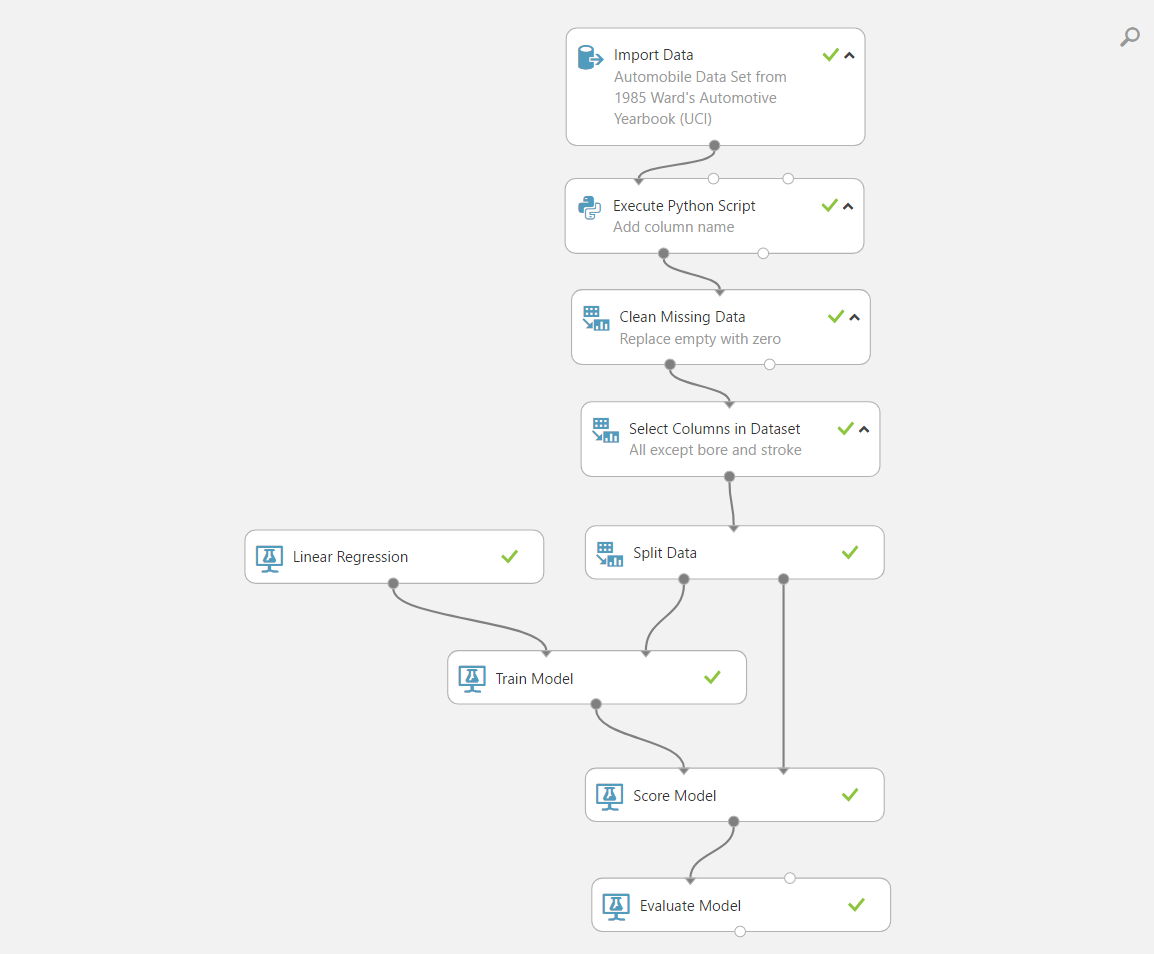 Import Data
Automobile Data Set from
1985 Ward's Automotive
Yearbook (UCI)
Execute Python Script
Add column name
Clean Missing Data
Replace empty with zero
Select Columns in Dataset
All except bore and stroke
Linear Regression
Split Data
Train Model
Score Model
Evaluate Model